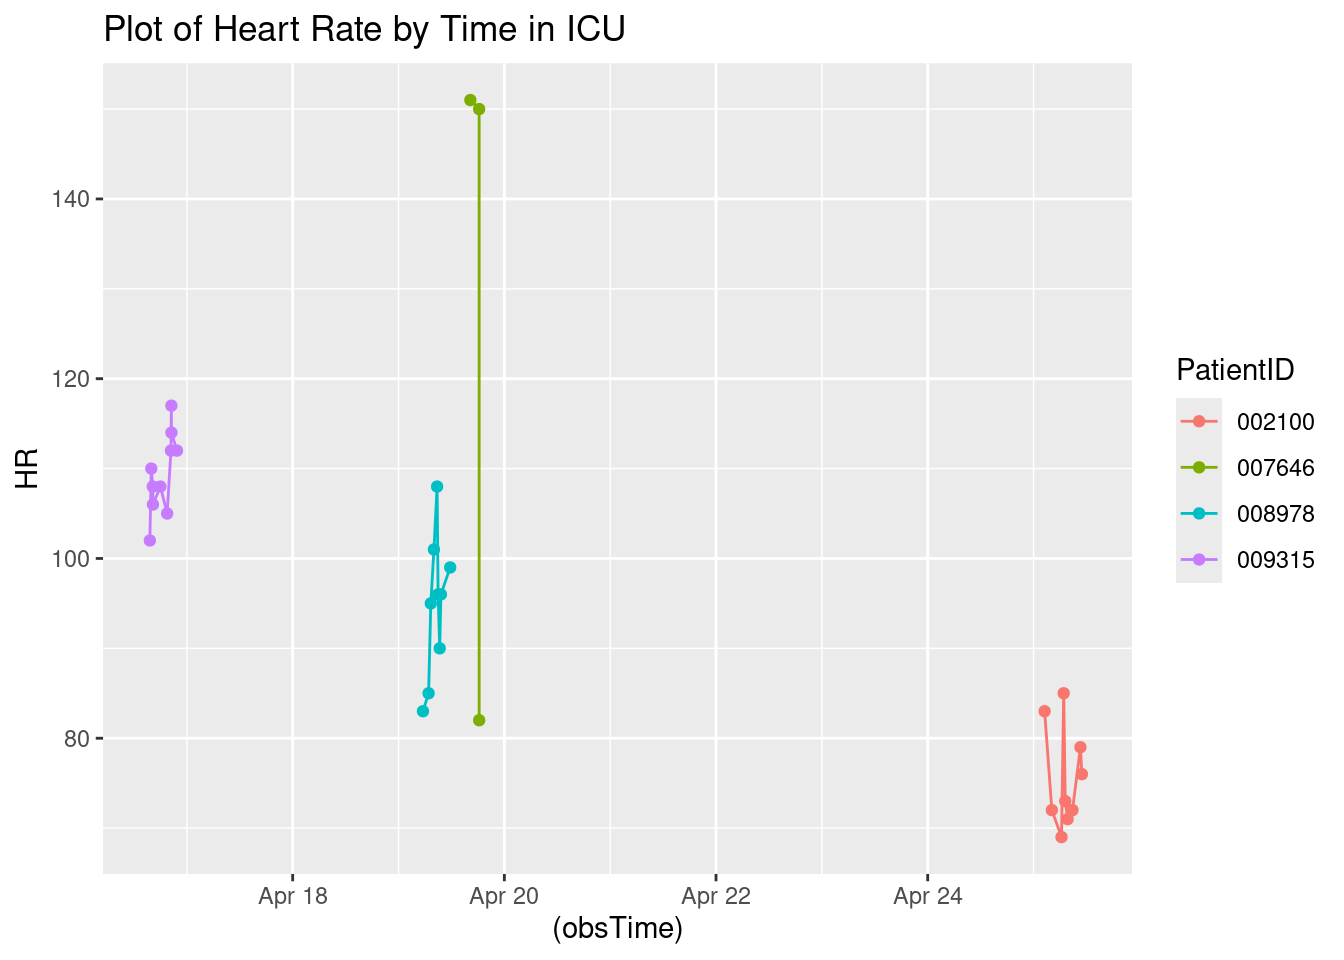 Plot of Heart Rate by Time in ICU
140
120
100
80
HR
Apr 18
Apr 20
Apr 22
Apr 24
(obsTime)
PatientID
002100
007646
008978
009315